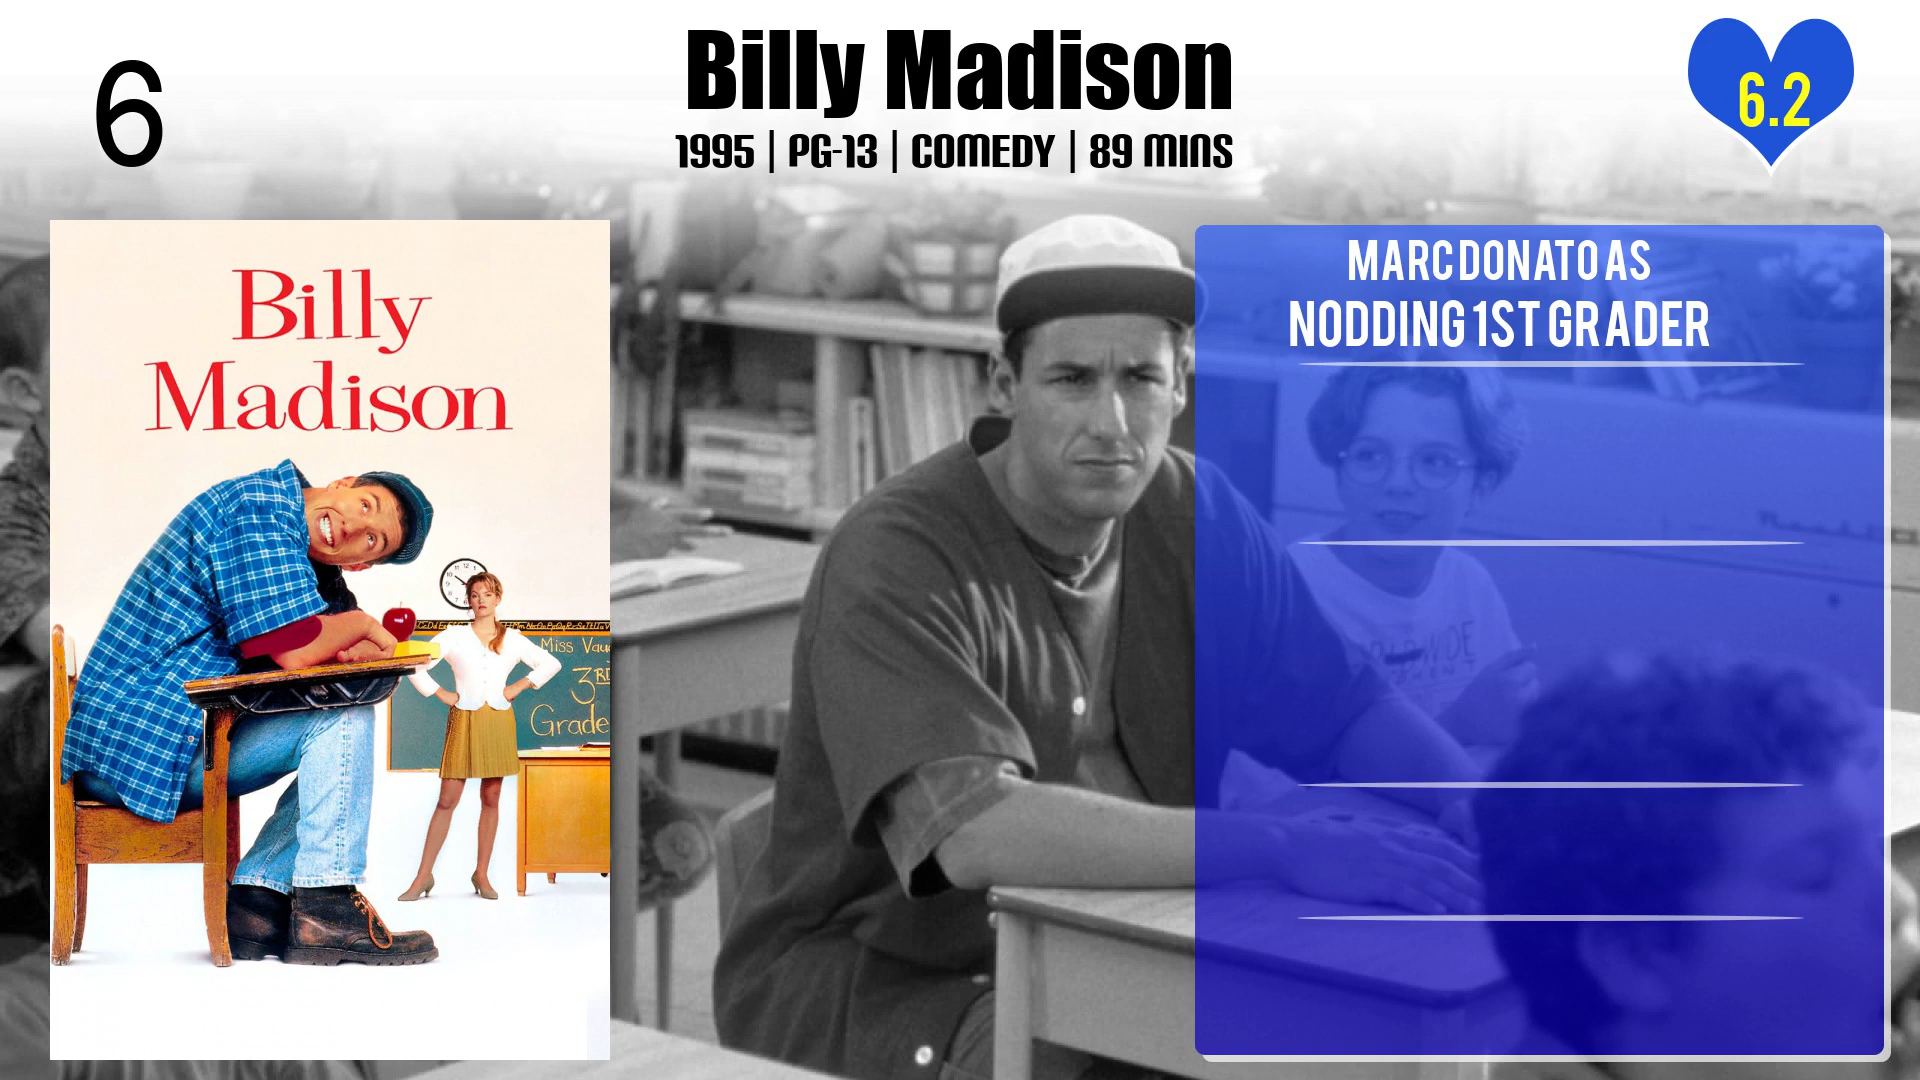 6
Billy Madison
1995 | PG-13 | COMEDY | 89 MINS
6.2
Billy
Madison
Miss Vau
3RD
Grade
MARC DONATO AS
NODDING 1ST GRADER